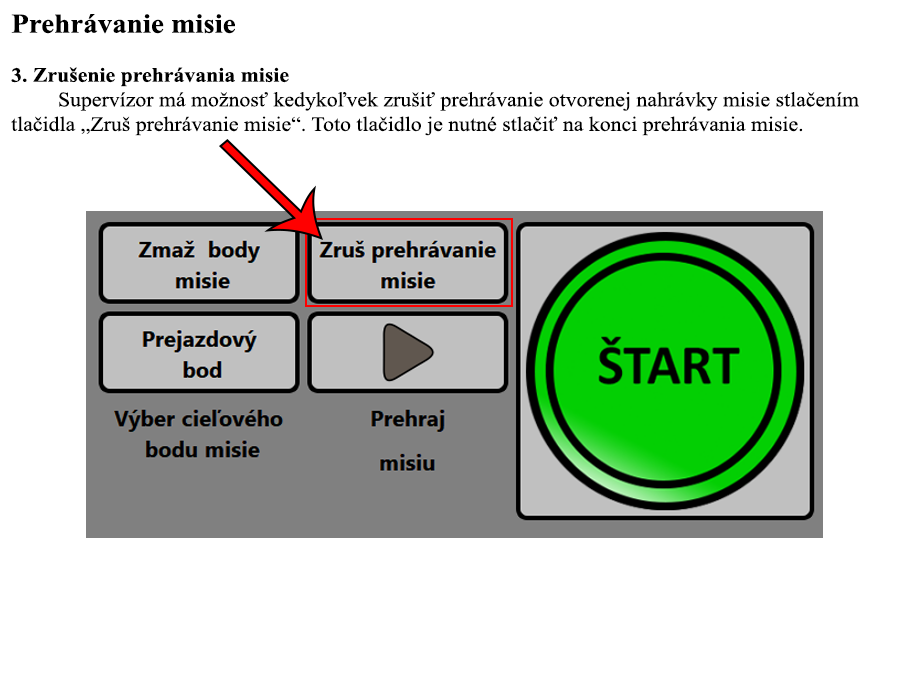 Prehrávanie misie
3. Zrušenie prehrávania misie
Supervízor má možnosť kedykoľvek zrušiť prehrávanie otvorenej nahrávky misie stlačením
tlačidla „Zruš prehrávanie misie“. Toto tlačidlo je nutné stlačiť na konci prehrávania misie.
Zmaž body
misie
Zruš prehrávanie
misie
Prejazdový
bod
Výber cieľového
bodu misie
Prehraj
misiu
ŠTART